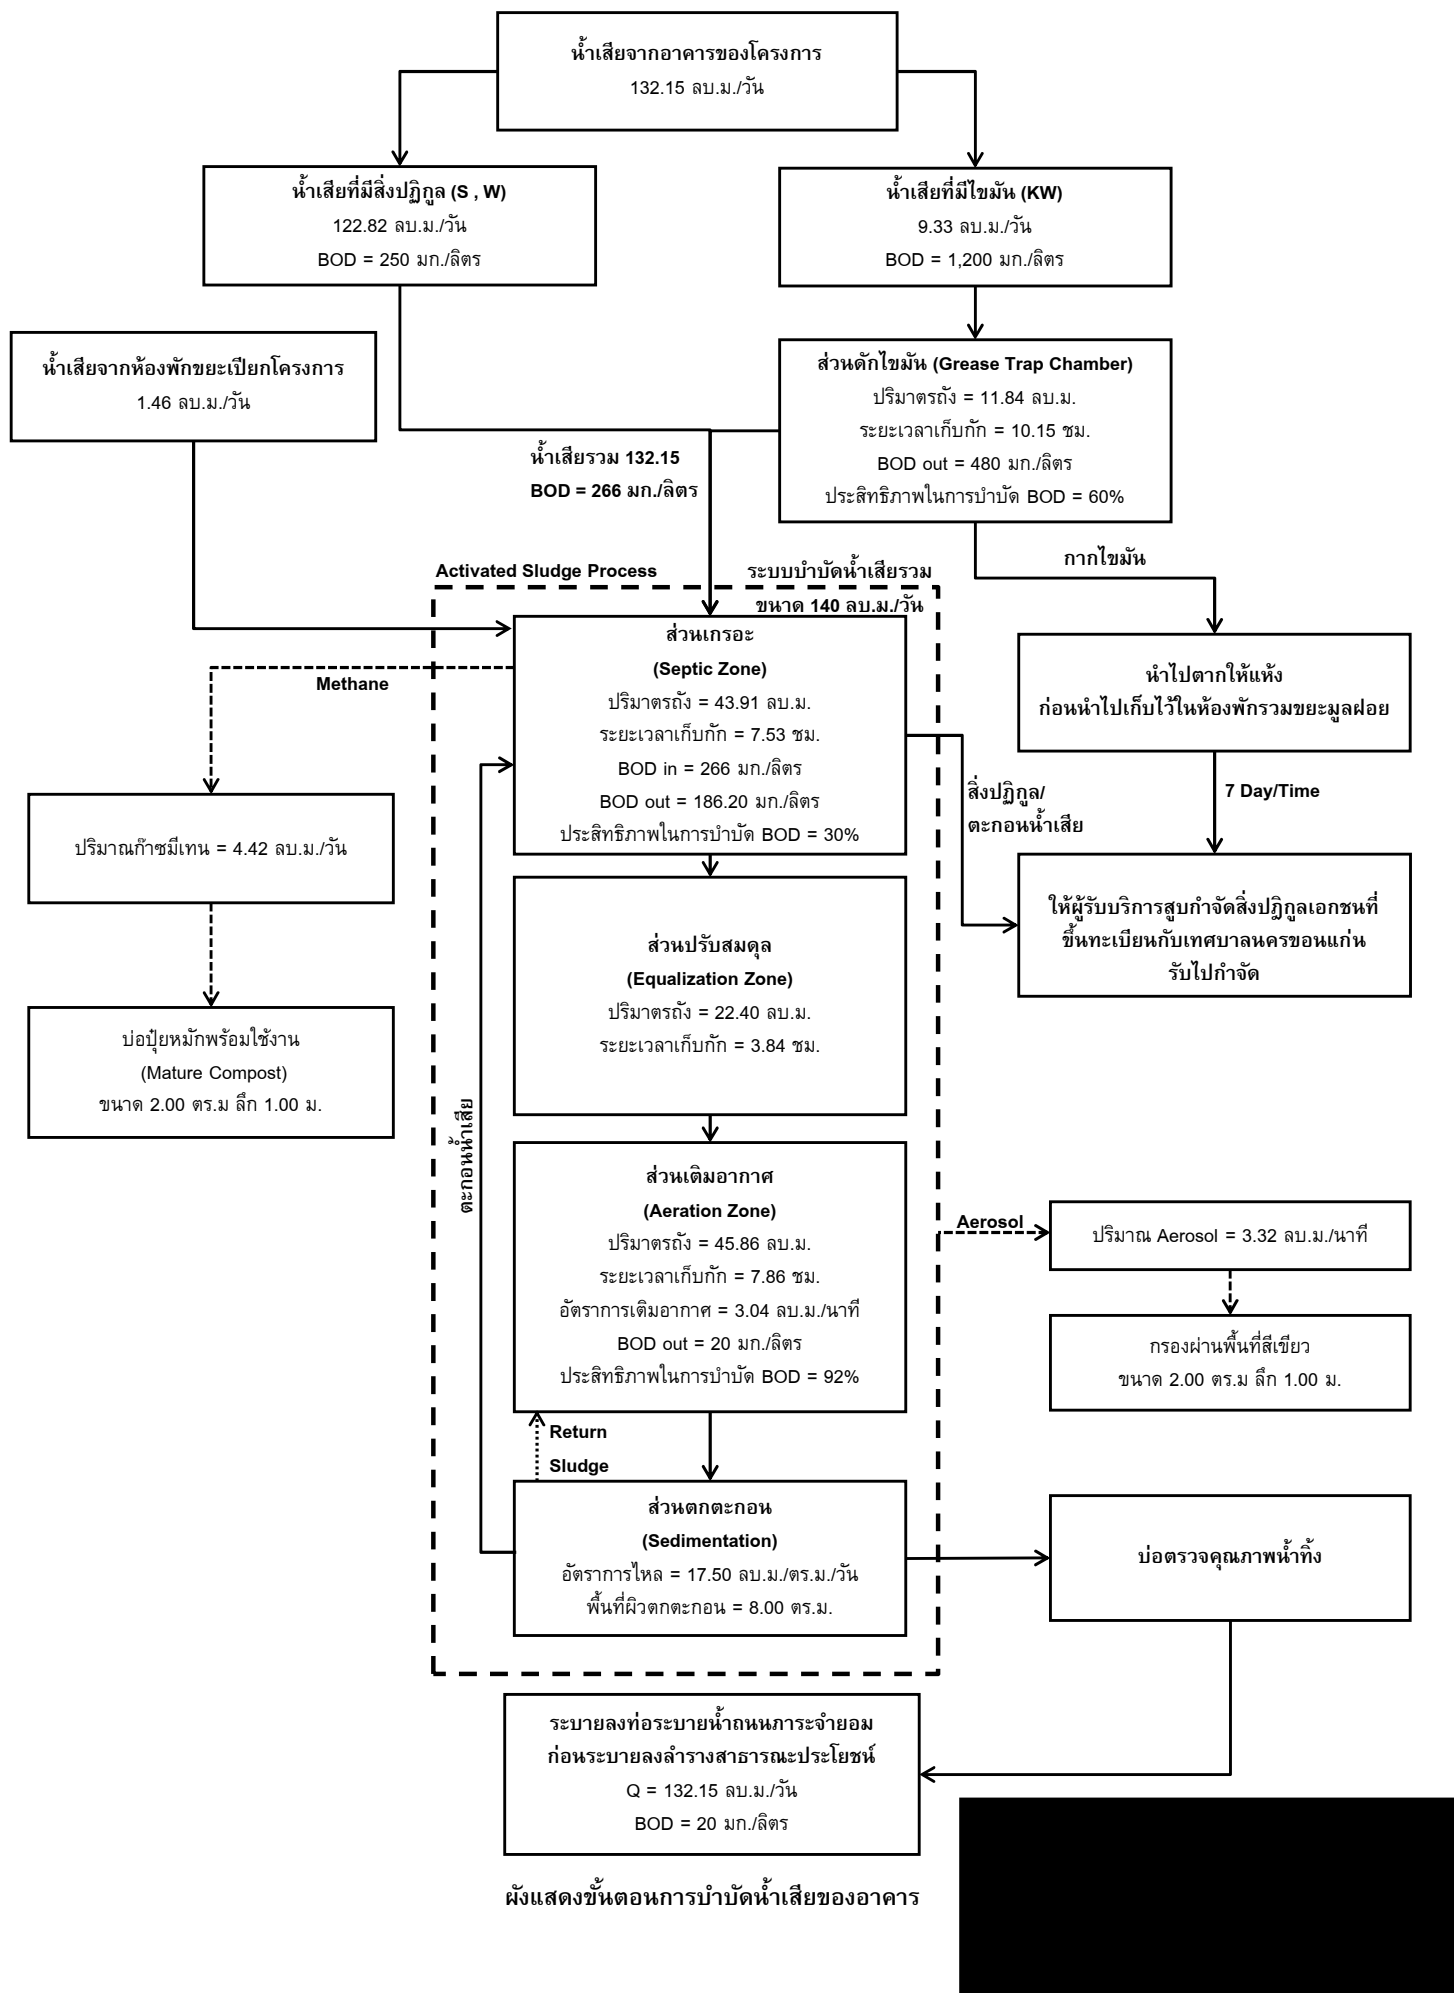 น้ำเสียจากอาคารของโครงการ
132.15 ลบ.ม./วัน
น้ำเสียที่มีสิ่งปฏิกูล (S , W)
122.82 ลบ.ม./วัน
BOD = 250 มก./ลิตร
น้ำเสียที่มีไขมัน (KW)
9.33 ลบ.ม./วัน
BOD = 1,200 มก./ลิตร
น้ำเสียจากห้องพักขยะเปียกโครงการ
1.46 ลบ.ม./วัน
ส่วนดักไขมัน (Grease Trap Chamber)
ปริมาตรถัง = 11.84 ลบ.ม.
ระยะเวลาเก็บกัก = 10.15 ชม.
BOD out = 480 มก./ลิตร
ประสิทธิภาพในการบำบัด BOD = 60%
น้ำเสียรวม 132.15
BOD = 266 มก./ลิตร
กากไขมัน
Activated Sludge Process
ระบบบำบัดน้ำเสียรวม
ขนาด 140 ลบ.ม./วัน
ส่วนเกรอะ
(Septic Zone)
ปริมาตรถัง = 43.91 ลบ.ม.
ระยะเวลาเก็บกัก = 7.53 ชม.
BOD in = 266 มก./ลิตร
BOD out = 186.20 มก./ลิตร
ประสิทธิภาพในการบำบัด BOD = 30%
Methane
นำไปตากให้แห้ง
ก่อนนำไปเก็บไว้ในห้องพักรวมขยะมูลฝอย
7 Day/Time
สิ่งปฏิกูล/
ตะกอนน้ำเสีย
ปริมาณก๊าซมีเทน = 4.42 ลบ.ม./วัน
ให้ผู้รับบริการสูบกำจัดสิ่งปฎิกูลเอกชนที่
ขึ้นทะเบียนกับเทศบาลนครขอนแก่น
รับไปกำจัด
ส่วนปรับสมดุล
(Equalization Zone)
ปริมาตรถัง = 22.40 ลบ.ม.
ระยะเวลาเก็บกัก = 3.84 ชม.
บ่อปุ๋ยหมักพร้อมใช้งาน
(Mature Compost)
ขนาด 2.00 ตร.ม ลึก 1.00 ม.
ตะกอนน้ำเสีย
ส่วนเติมอากาศ
(Aeration Zone)
ปริมาตรถัง = 45.86 ลบ.ม.
ระยะเวลาเก็บกัก = 7.86 ชม.
อัตราการเติมอากาศ = 3.04 ลบ.ม./นาที
BOD out = 20 มก./ลิตร
ประสิทธิภาพในการบำบัด BOD = 92%
Aerosol
ปริมาณ Aerosol = 3.32 ลบ.ม./นาที
กรองผ่านพื้นที่สีเขียว
ขนาด 2.00 ตร.ม ลึก 1.00 ม.
Return
Sludge
ส่วนตกตะกอน
(Sedimentation)
อัตราการไหล = 17.50 ลบ.ม./ตร.ม./วัน
พื้นที่ผิวตกตะกอน = 8.00 ตร.ม.
บ่อตรวจคุณภาพน้ำทิ้ง
ระบายลงท่อระบายน้ำถนนภาระจำยอม
ก่อนระบายลงลำรางสาธารณะประโยชน์
Q = 132.15 ลบ.ม./วัน
BOD = 20 มก./ลิตร
ผังแสดงขั้นตอนการบำบัดน้ำเสียของอาคาร